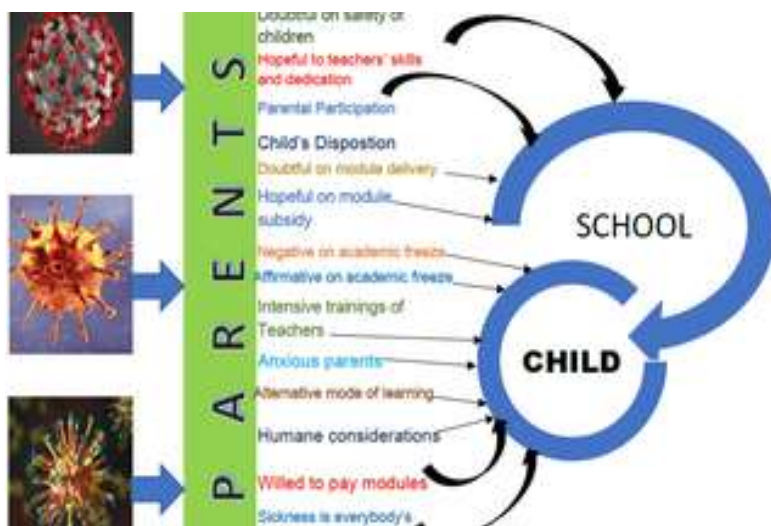 PARENTS
Doubtful on safety of
children
Hopeful to teachers' skills
and dedication
Parental Participation
Child's Dispostion
Doubtful on module delivery
Hopeful on module
subsidy
Negative on academic freeze
Affirmative on academic freeze
Intensive trainings of
Teachers
Anxious parents
Alternative mode of learning
Humane considerations
Willed to pay modules
Sickness is everybody's
SCHOOL
CHILD